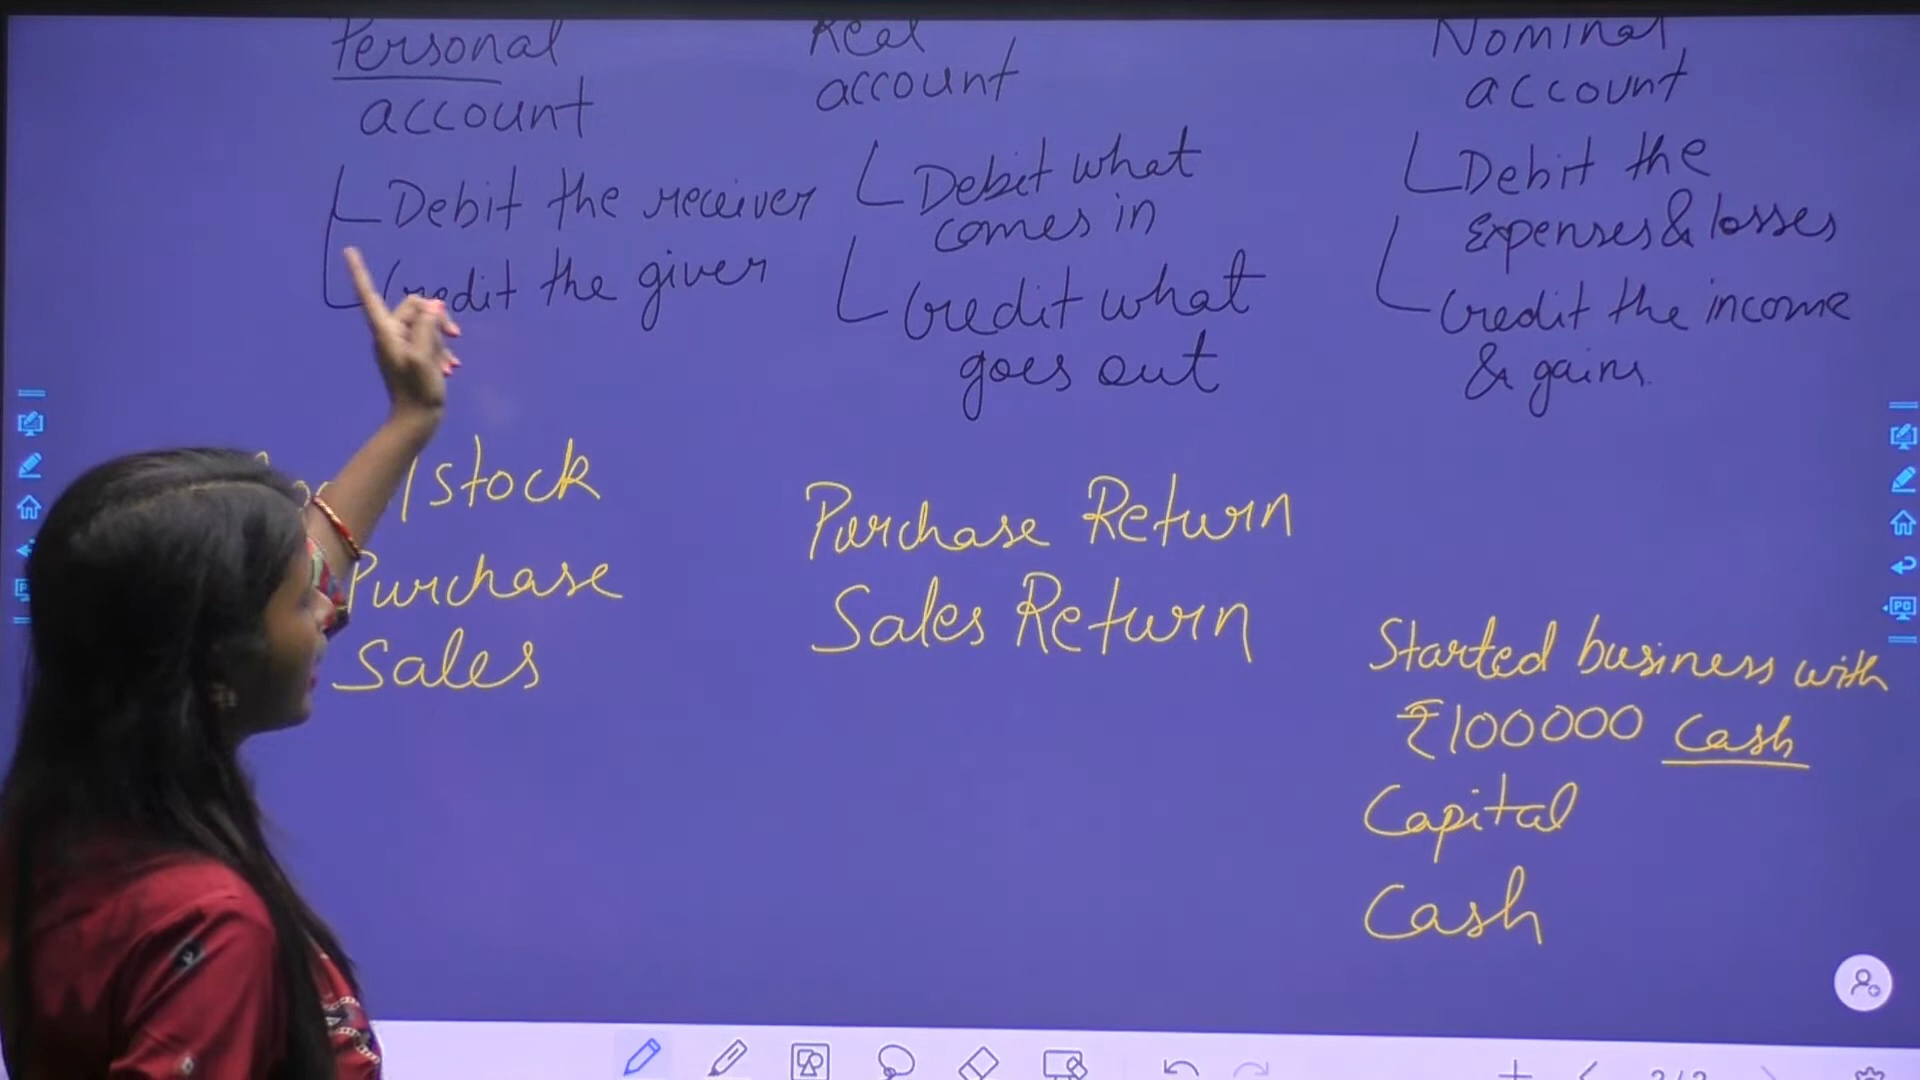 Personal
account
Debit the receiver
Credit the giver
Real
account
Debit what
comes in
Credit what
goes out
Nominal
account
Debit the
Expenses & losses
Credit the income
& gains.
/stock
Purchase
Sales
Purchase Return
Sales Return
Started business with
₹100000 Cash
Capital
Cash